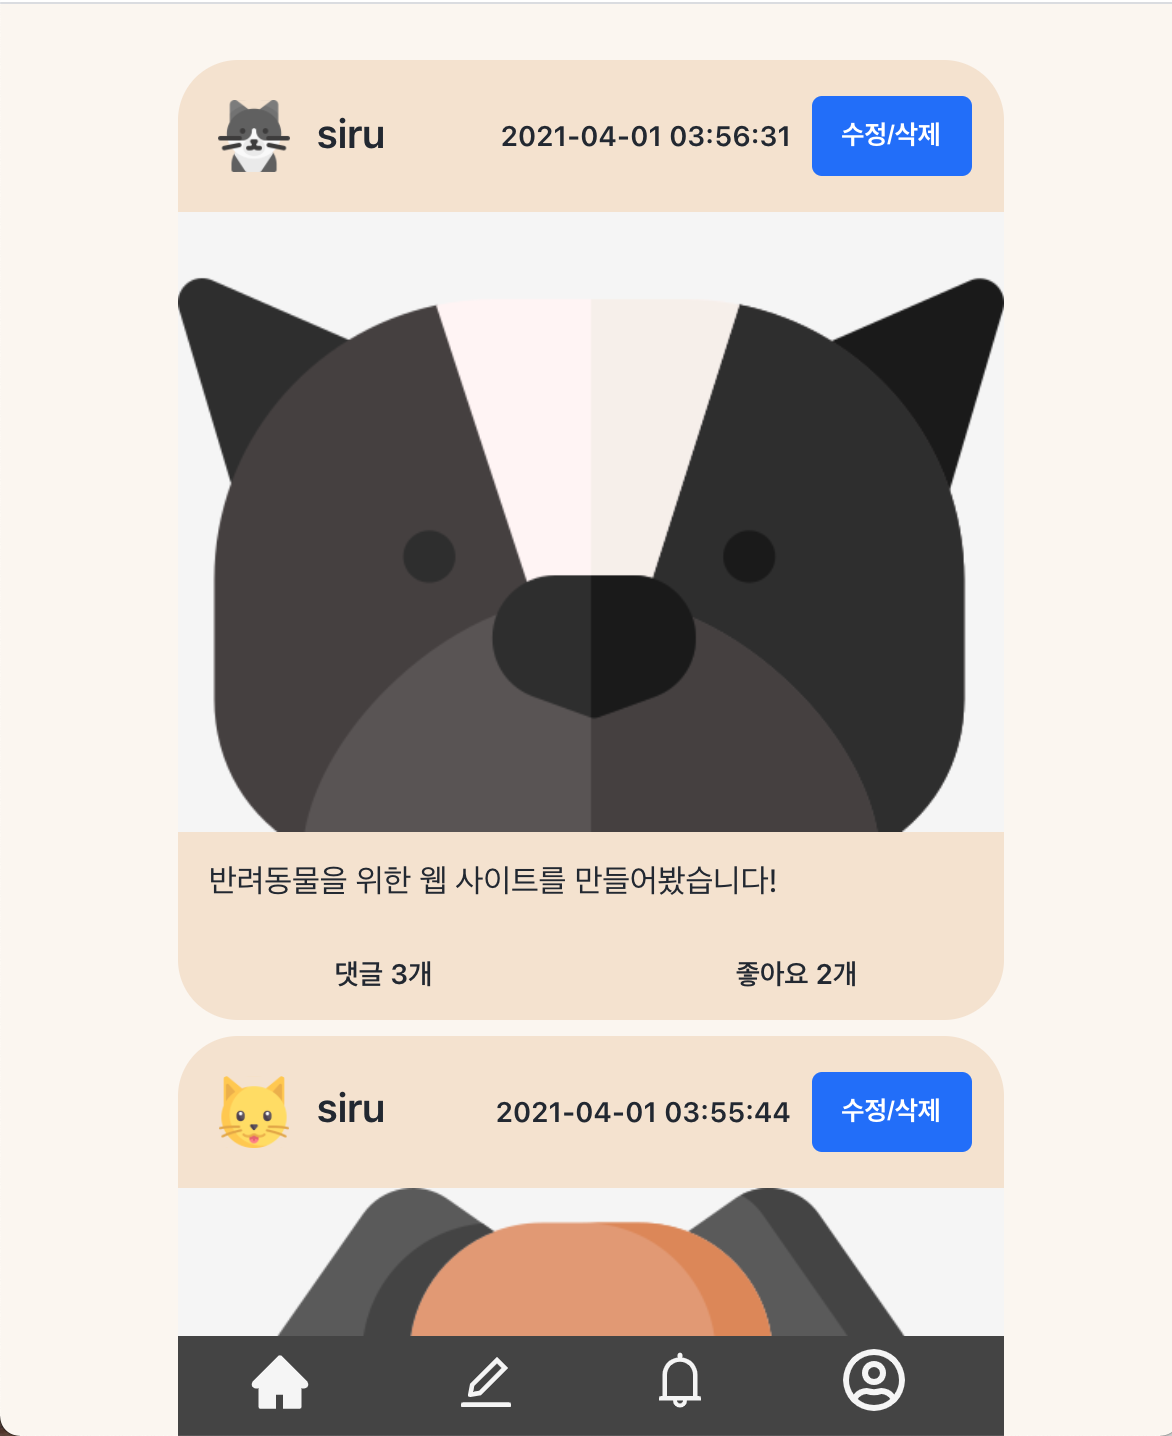 siru 2021-04-01 03:56:31 수정/삭제
반려동물을 위한 웹 사이트를 만들어봤습니다!
댓글 3개 좋아요 2개
siru 2021-04-01 03:55:44 수정/삭제